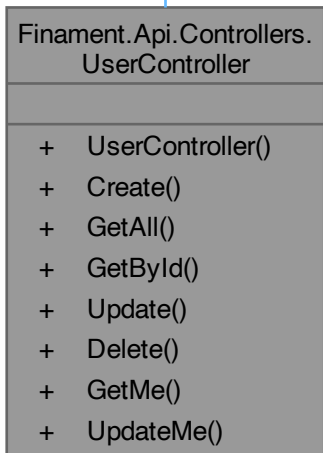 Finament.Api.Controllers.
UserController
+ UserController()
+ Create()
+ GetAll()
+ GetById()
+ Update()
+ Delete()
+ GetMe()
+ UpdateMe()